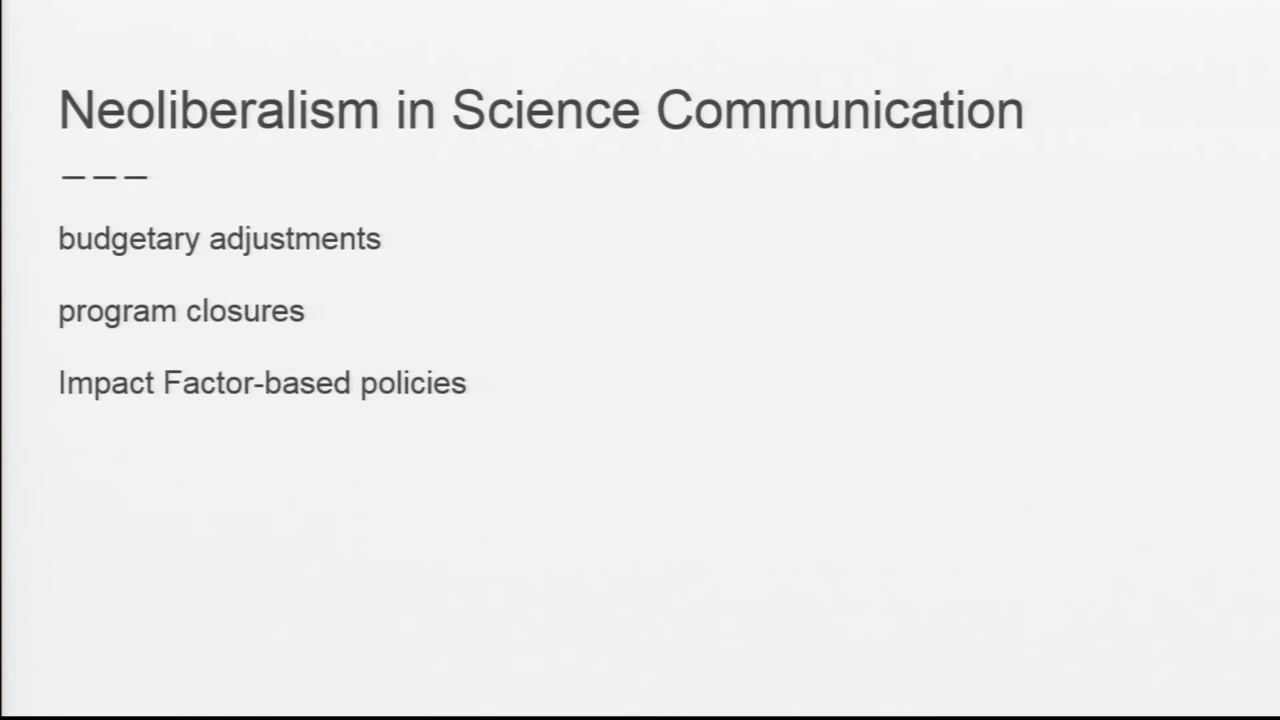 Neoliberalism in Science Communication
budgetary adjustments
program closures
Impact Factor-based policies